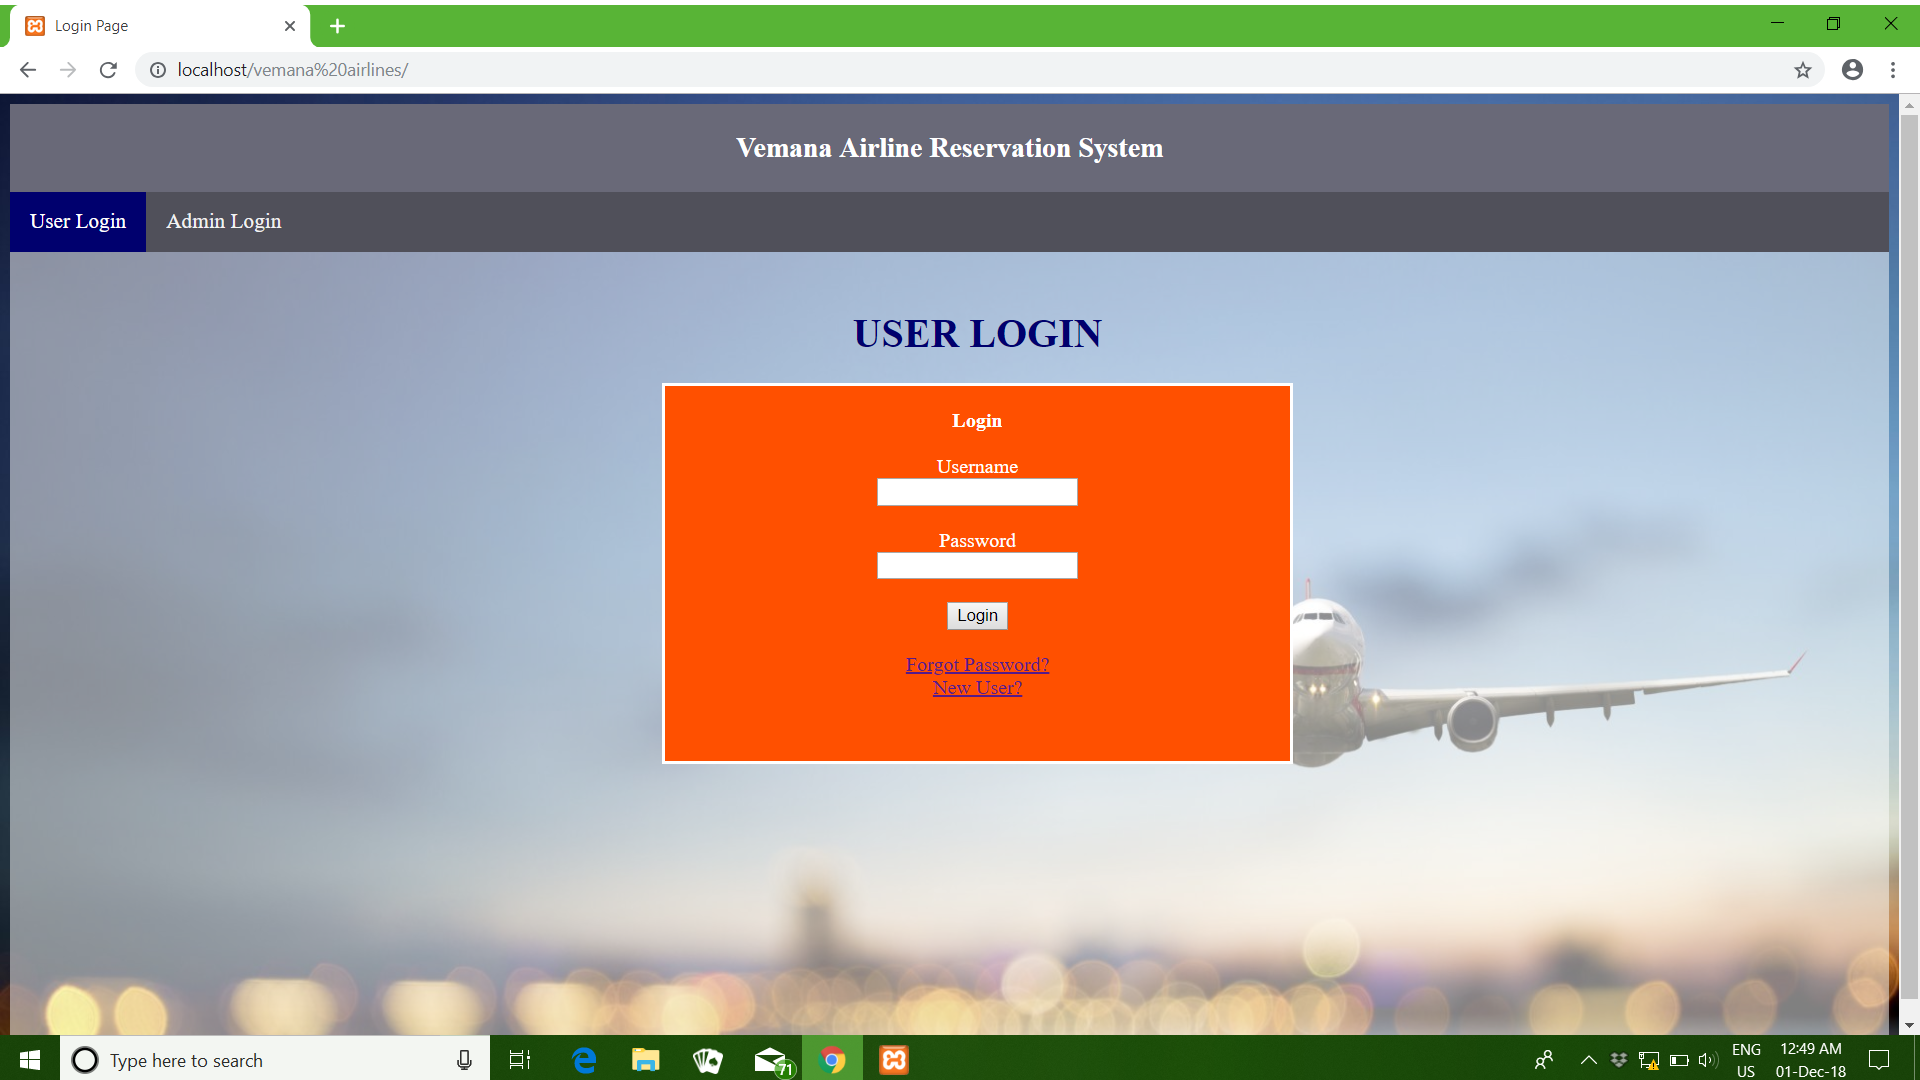 Login Page
localhost/vemana%20airlines/
Vemana Airline Reservation System
User Login Admin Login
USER LOGIN
Login
Username
Password
Login
Forgot Password?
New User?
Type here to search
71
ENG
US
12:49 AM
01-Dec-18